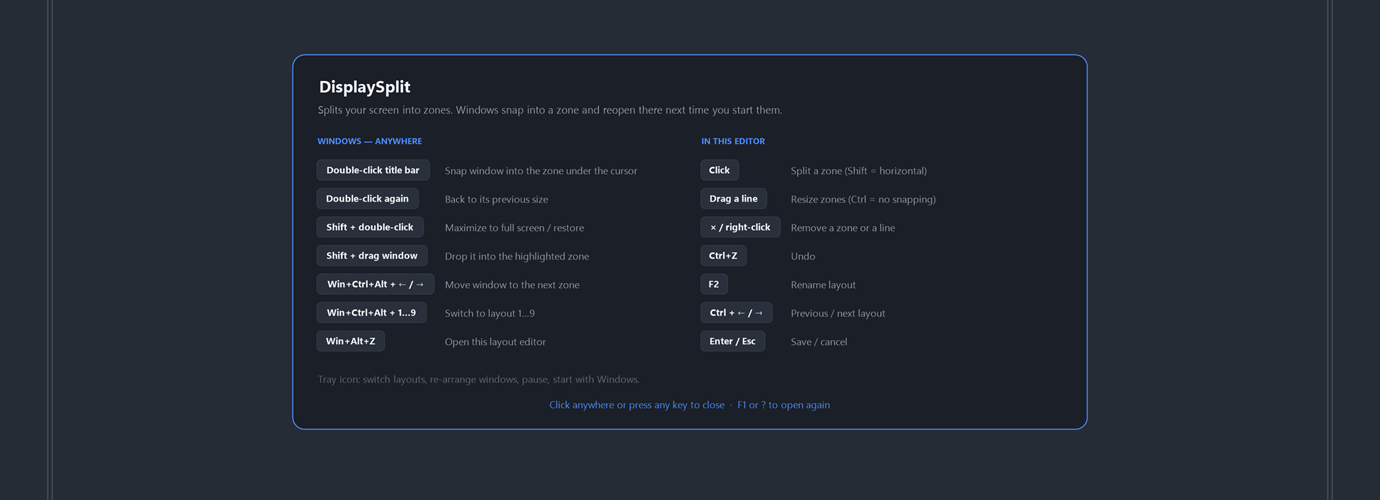 DisplaySplit
Splits your screen into zones. Windows snap into a zone and reopen there next time you start them.
WINDOWS — ANYWHERE
Double-click title bar Snap window into the zone under the cursor
Double-click again Back to its previous size
Shift + double-click Maximize to full screen / restore
Shift + drag window Drop it into the highlighted zone
Win+Ctrl+Alt + ← / → Move window to the next zone
Win+Ctrl+Alt + 1…9 Switch to layout 1…9
Win+Alt+Z Open this layout editor
IN THIS EDITOR
Click Split a zone (Shift = horizontal)
Drag a line Resize zones (Ctrl = no snapping)
× / right-click Remove a zone or a line
Ctrl+Z Undo
F2 Rename layout
Ctrl + ← / → Previous / next layout
Enter / Esc Save / cancel
Tray icon: switch layouts, re-arrange windows, pause, start with Windows.
Click anywhere or press any key to close · F1 or ? to open again